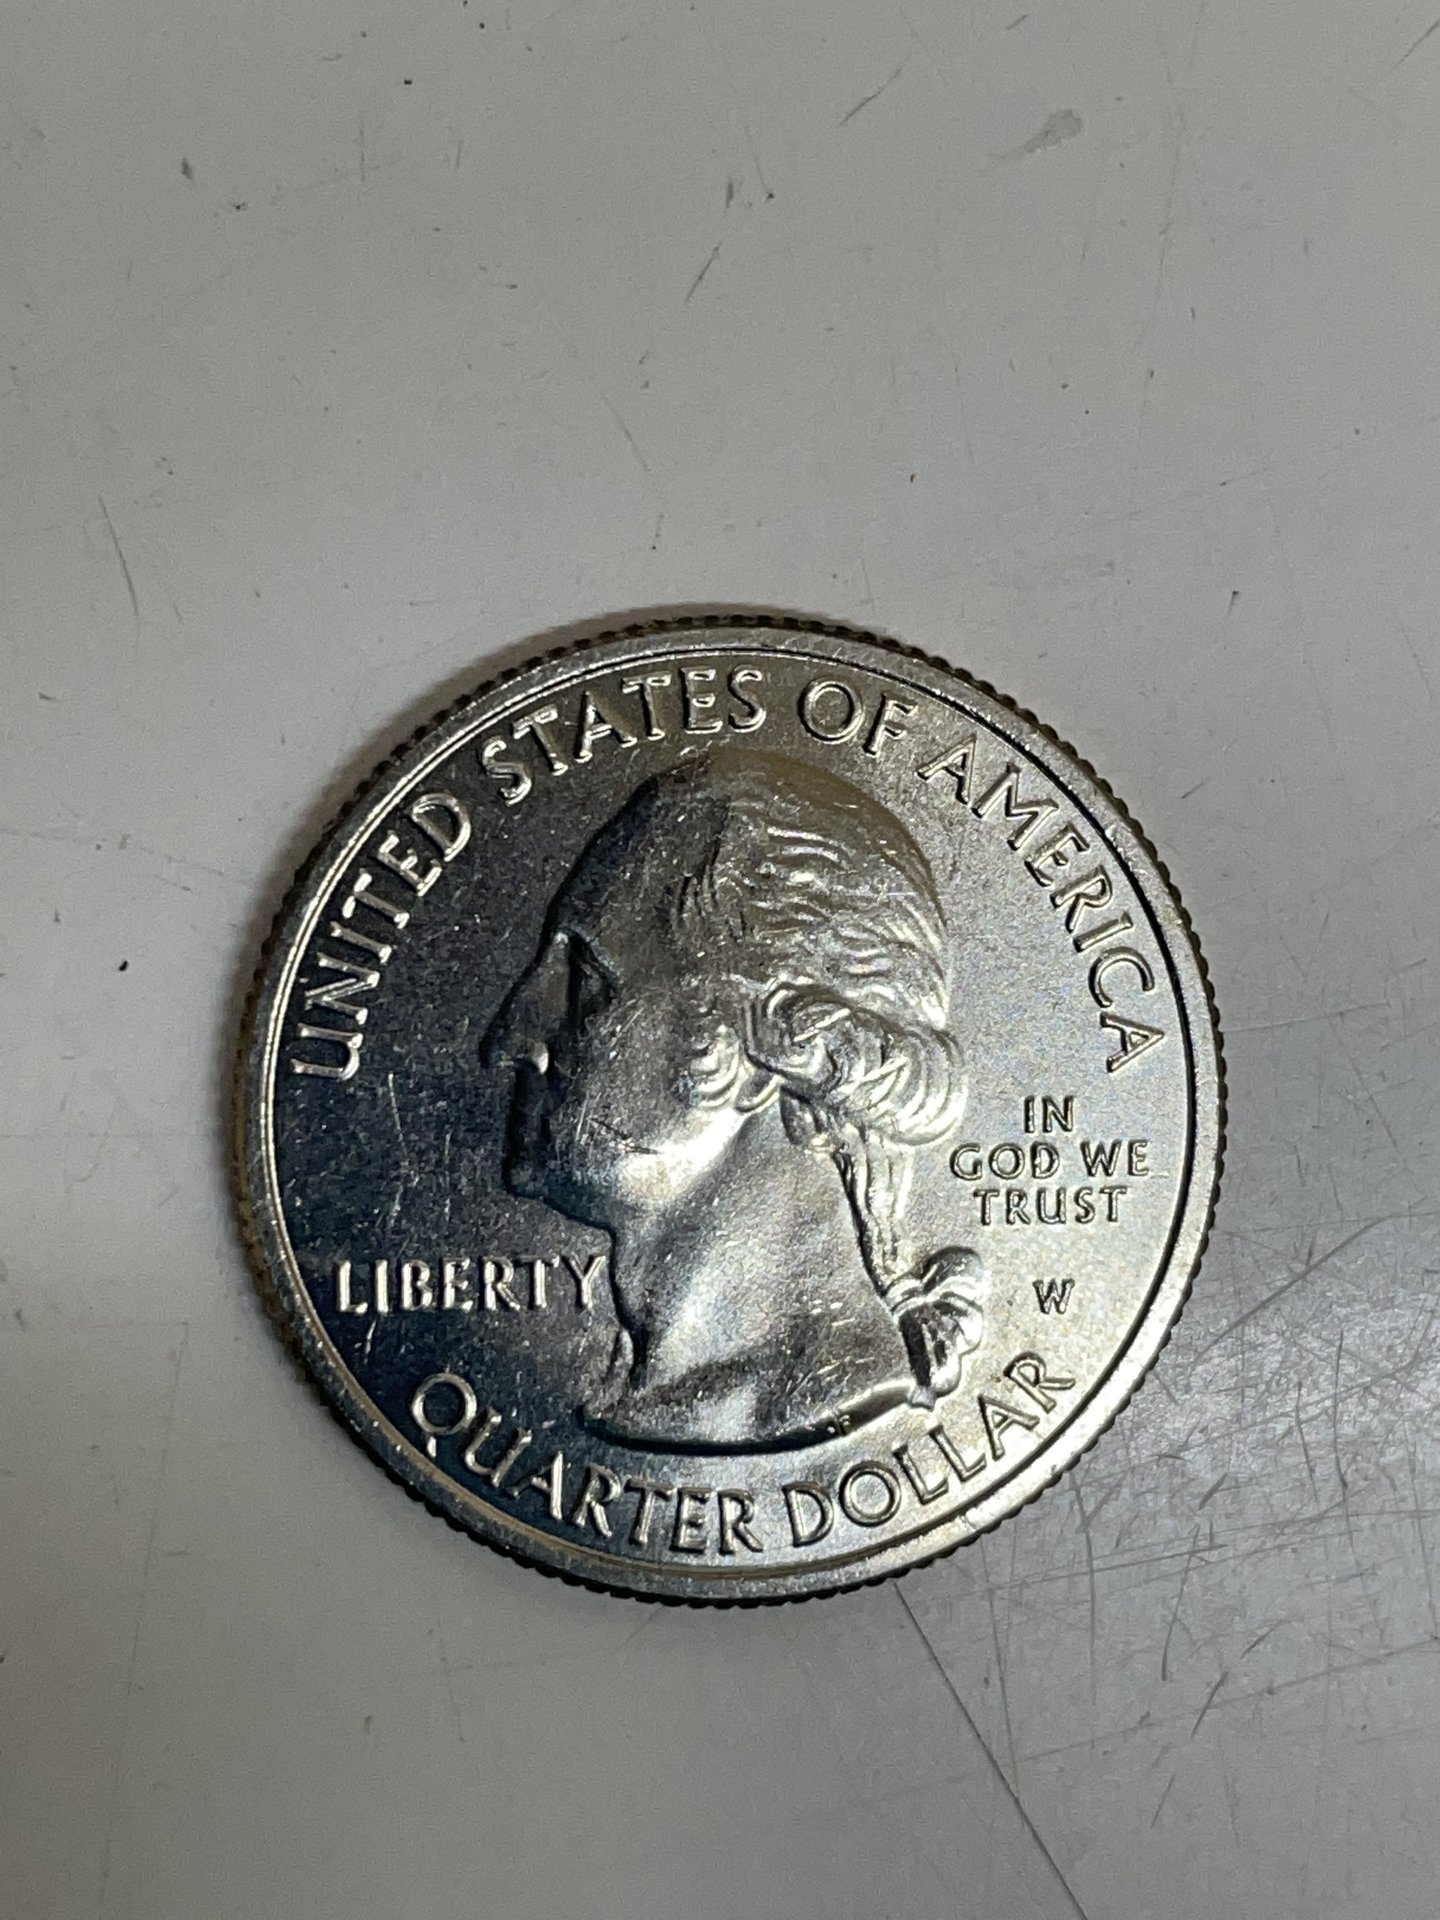 UNITED STATES OF AMERICA
LIBERTY
IN
GOD WE
TRUST
W
QUARTER DOLLAR